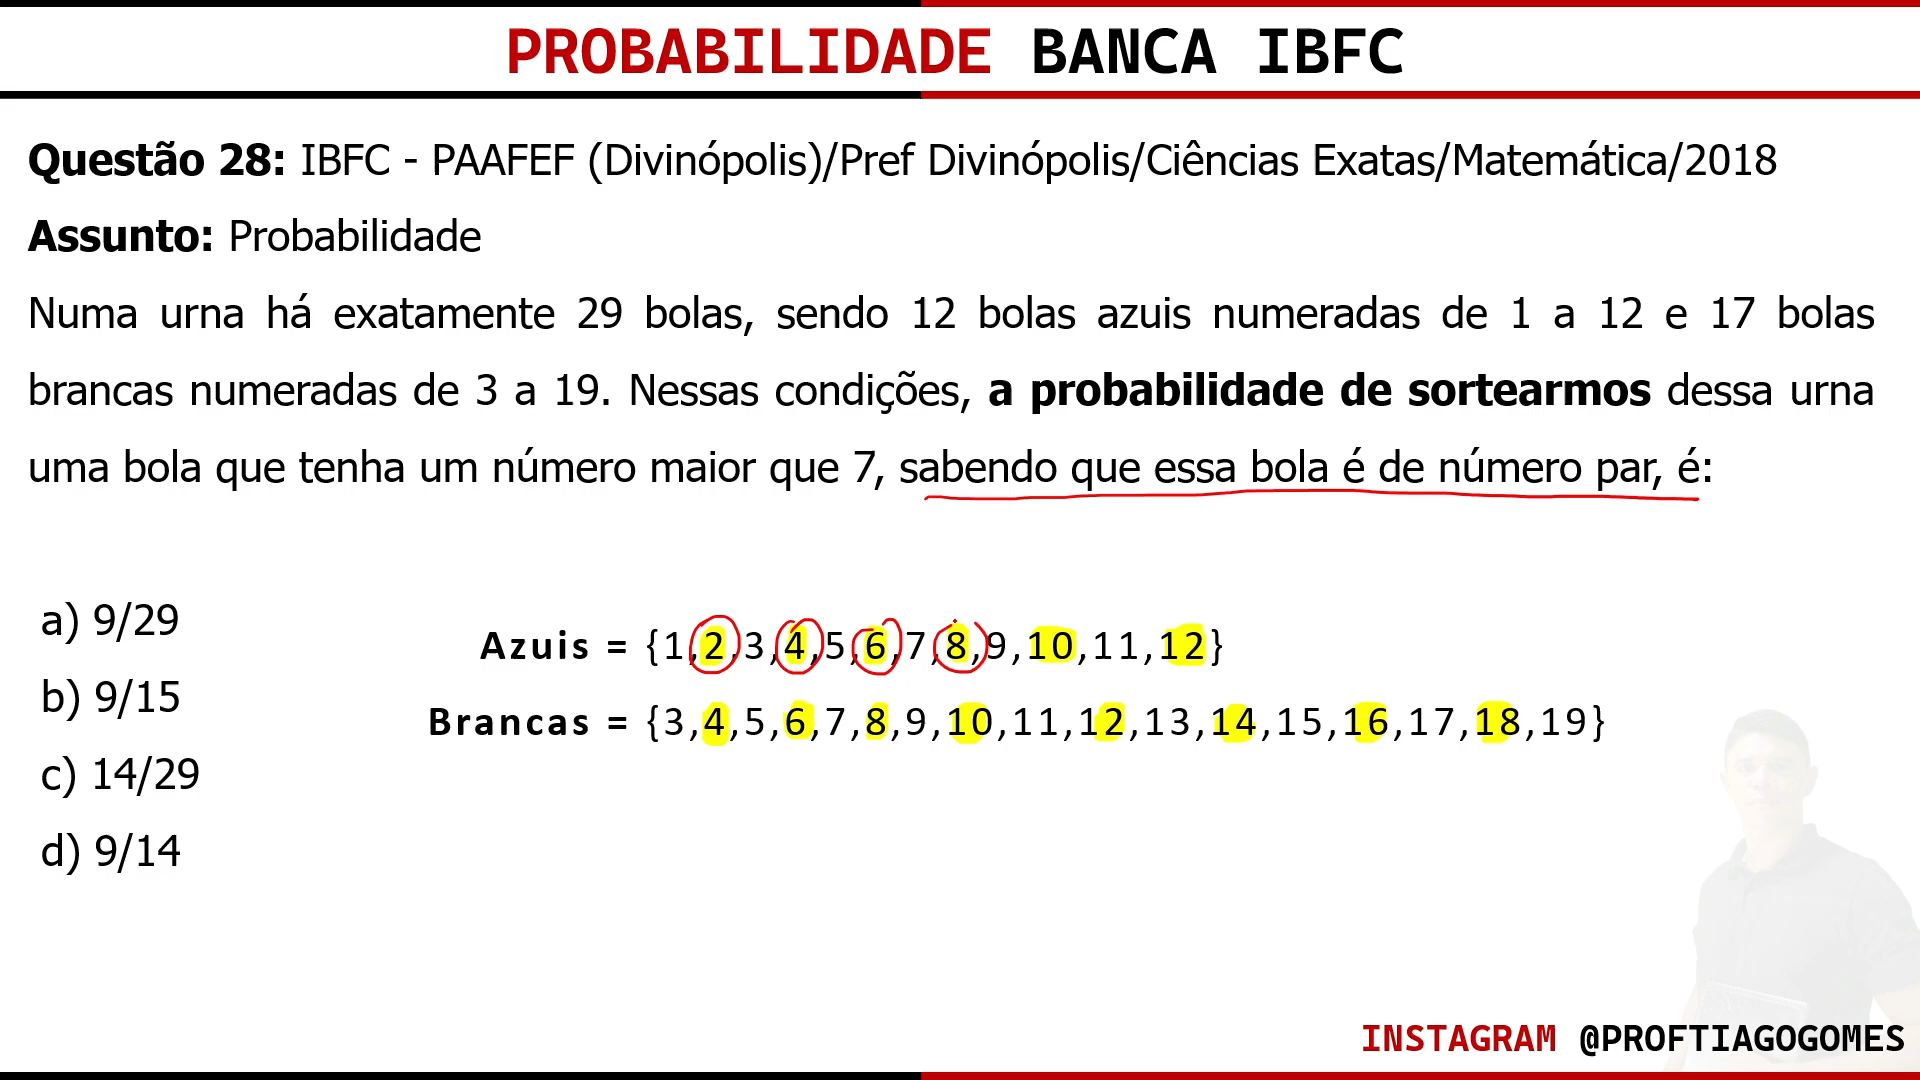 PROBABILIDADE BANCA IBFC
Questão 28: IBFC - PAAFEF (Divinópolis)/Pref Divinópolis/Ciências Exatas/Matemática/2018
Assunto: Probabilidade
Numa urna há exatamente 29 bolas, sendo 12 bolas azuis numeradas de 1 a 12 e 17 bolas
brancas numeradas de 3 a 19. Nessas condições, a probabilidade de sortearmos dessa urna
uma bola que tenha um número maior que 7, sabendo que essa bola é de número par, é:
a) 9/29
b) 9/15
c) 14/29
d) 9/14
Azuis = {1,2,3,4,5,6,7,8,9,10,11,12}
Brancas = {3,4,5,6,7,8,9,10,11,12,13,14,15,16,17,18,19}
INSTAGRAM @PROFTIAGOGOMES